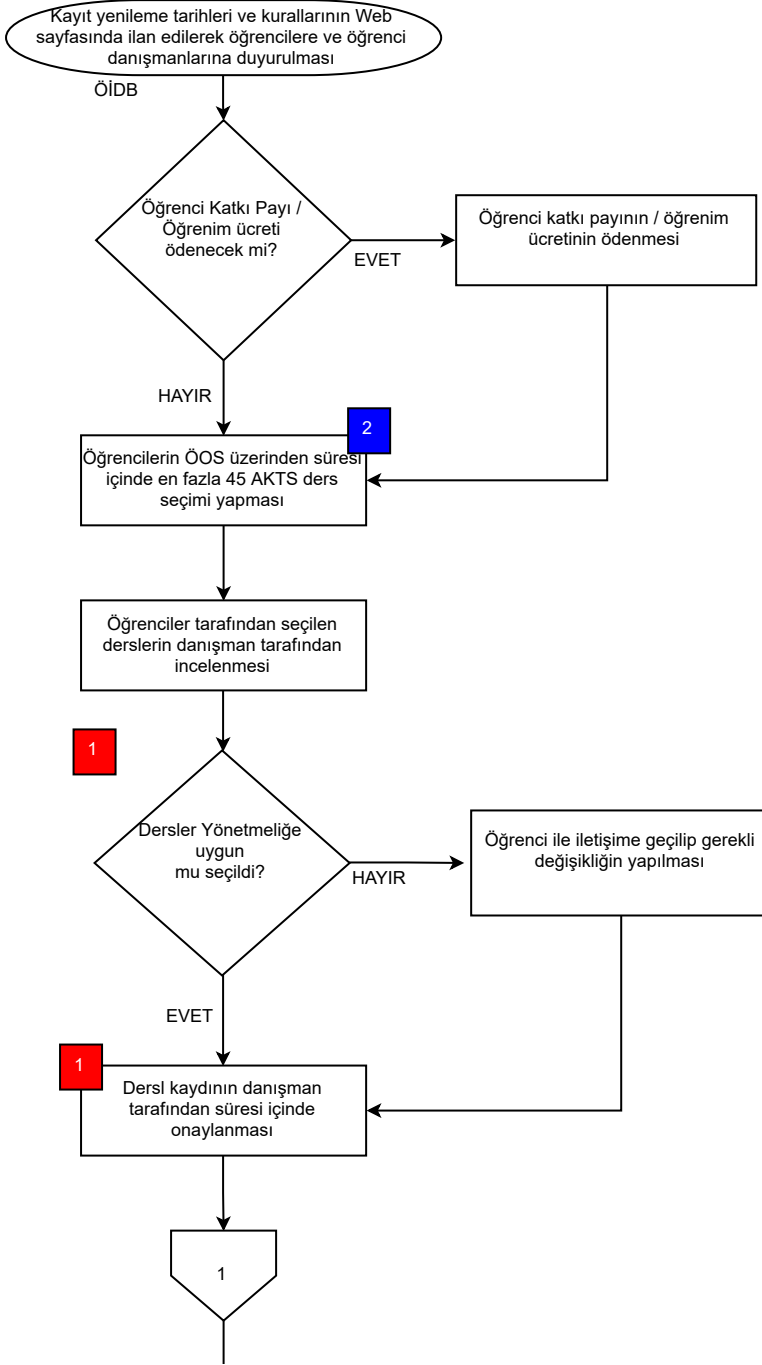 Kayıt yenileme tarihleri ve kurallarının Web
sayfasında ilan edilerek öğrencilere ve öğrenci
danışmanlarına duyurulması
ÖİDB
Öğrenci Katkı Payı /
Öğrenim ücreti
ödenecek mi?
EVET
Öğrenci katkı payının / öğrenim
ücretinin ödenmesi
HAYIR
2
Öğrencilerin ÖOS üzerinden süresi
içinde en fazla 45 AKTS ders
seçimi yapması
Öğrenciler tarafından seçilen
derslerin danışman tarafından
incelenmesi
1
Dersler Yönetmeliğe
uygun
mu seçildi?
HAYIR
Öğrenci ile iletişime geçilip gerekli
değişikliğin yapılması
EVET
1
Dersl kaydının danışman
tarafından süresi içinde
onaylanması
1